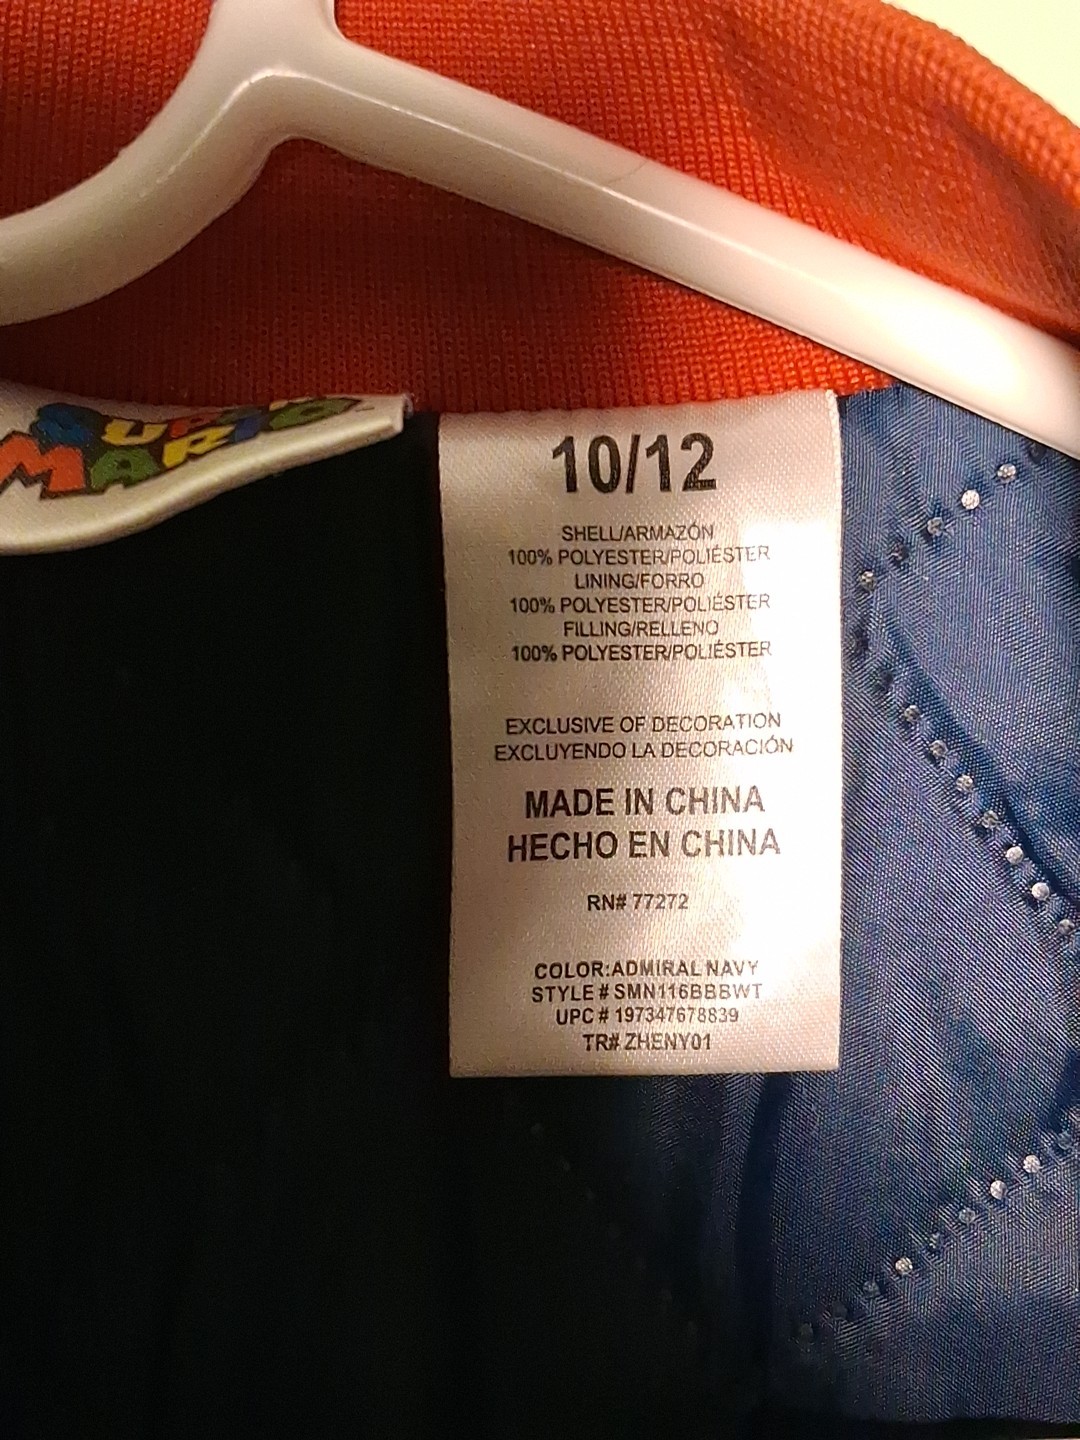 SUPER
MARIO
10/12
SHELL/ARMAZÓN
100% POLYESTER/POLIÉSTER
LINING/FORRO
100% POLYESTER/POLIÉSTER
FILLING/RELLENO
100% POLYESTER/POLIÉSTER
EXCLUSIVE OF DECORATION
EXCLUYENDO LA DECORACIÓN
MADE IN CHINA
HECHO EN CHINA
RN# 77272
COLOR:ADMIRAL NAVY
STYLE # SMN116BBBWT
UPC # 197347678839
TR# ZHENY01